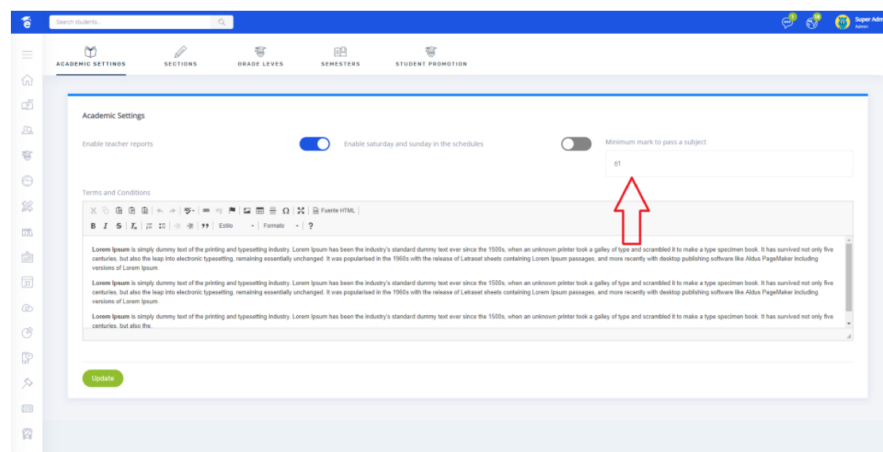 Search students...
Super Adm
Admin
ACADEMIC SETTINGS
SECTIONS
GRADE LEVES
SEMESTERS
STUDENT PROMOTION
Academic Settings
Enable teacher reports
Enable saturday and sunday in the schedules
Minimum mark to pass a subject
61
Terms and Conditions
Fuente HTML
B I S Estilo Formato ?
Lorem Ipsum is simply dummy text of the printing and typesetting industry. Lorem Ipsum has been the industry's standard dummy text ever since the 1500s, when an unknown printer took a galley of type and scrambled it to make a type specimen book. It has survived not only five
centuries, but also the leap into electronic typesetting, remaining essentially unchanged. It was popularised in the 1960s with the release of Letraset sheets containing Lorem Ipsum passages, and more recently with desktop publishing software like Aldus PageMaker including
versions of Lorem Ipsum.
Lorem Ipsum is simply dummy text of the printing and typesetting industry. Lorem Ipsum has been the industry's standard dummy text ever since the 1500s, when an unknown printer took a galley of type and scrambled it to make a type specimen book. It has survived not only five
centuries, but also the leap into electronic typesetting, remaining essentially unchanged. It was popularised in the 1960s with the release of Letraset sheets containing Lorem Ipsum passages, and more recently with desktop publishing software like Aldus PageMaker including
versions of Lorem Ipsum.
Lorem Ipsum is simply dummy text of the printing and typesetting industry. Lorem Ipsum has been the industry's standard dummy text ever since the 1500s, when an unknown printer took a galley of type and scrambled it to make a type specimen book. It has survived not only five
centuries, but also the
Update